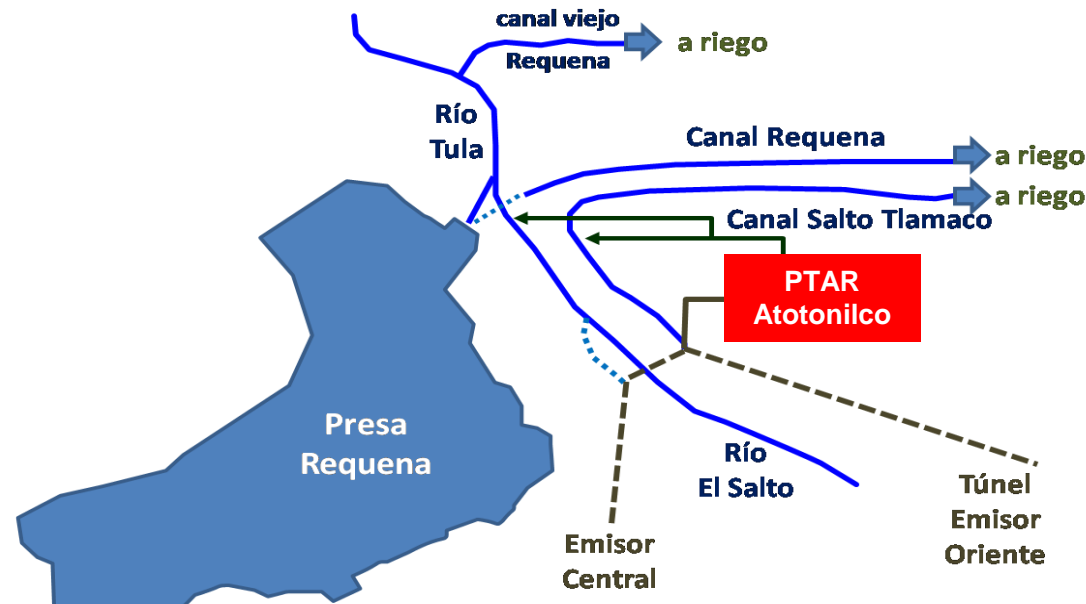 canal viejo
Requena
a riego
Río
Tula
Canal Requena
a riego
a riego
Canal Salto Tlamaco
PTAR
Atotonilco
Presa
Requena
Río
El Salto
Túnel
Emisor
Oriente
Emisor
Central